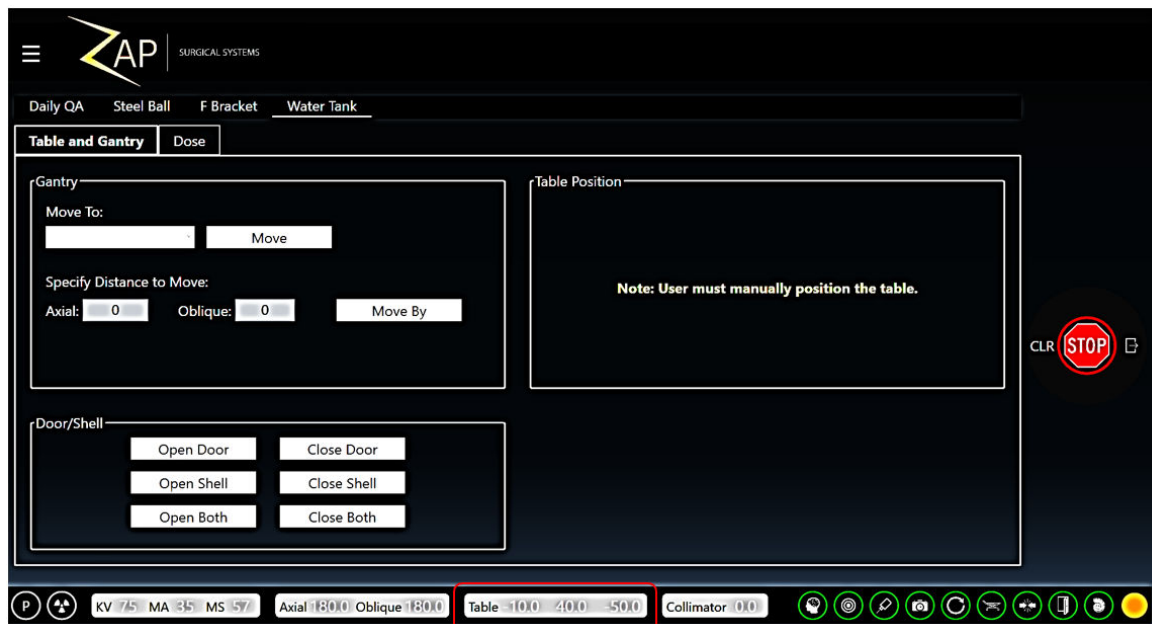 ZAP SURGICAL SYSTEMS
Daily QA Steel Ball F Bracket Water Tank
Table and Gantry Dose
Gantry
Move To:
Move
Specify Distance to Move:
Axial: 0 Oblique: 0 Move By
Table Position
Note: User must manually position the table.
CLR STOP
Door/Shell
Open Door Close Door
Open Shell Close Shell
Open Both Close Both
P KV 75 MA 35 MS 57 Axial 180.0 Oblique 180.0 Table -10.0 40.0 -50.0 Collimator 0.0